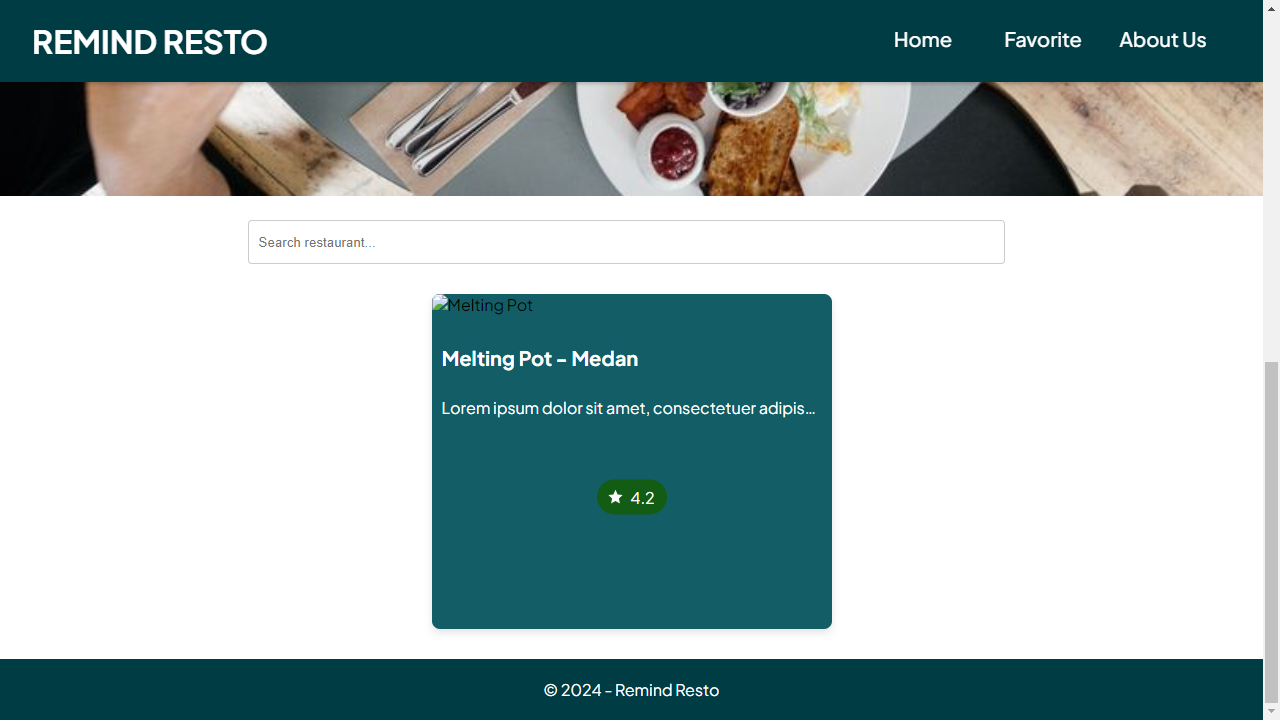 REMIND RESTO
Home Favorite About Us
Search restaurant...
Melting Pot
Melting Pot - Medan
Lorem ipsum dolor sit amet, consectetuer adipis...
4.2
© 2024 - Remind Resto